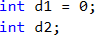 int d1 = 0;
int d2;